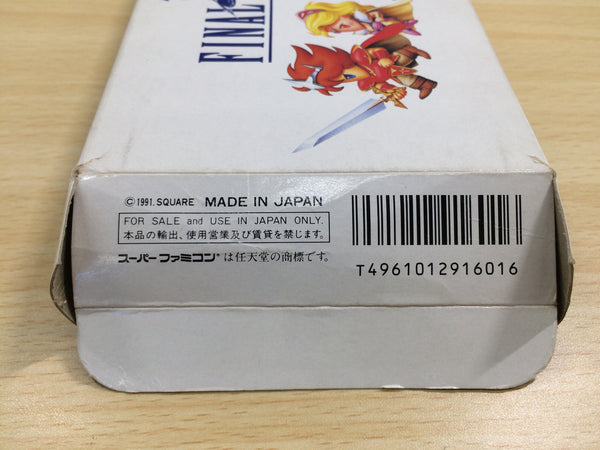 FINAL
© 1991. SQUARE MADE IN JAPAN
FOR SALE and USE IN JAPAN ONLY.
本品の輸出、使用営業及び賃貸を禁じます。
スーパーファミコン®は任天堂の商標です。
T4961012916016